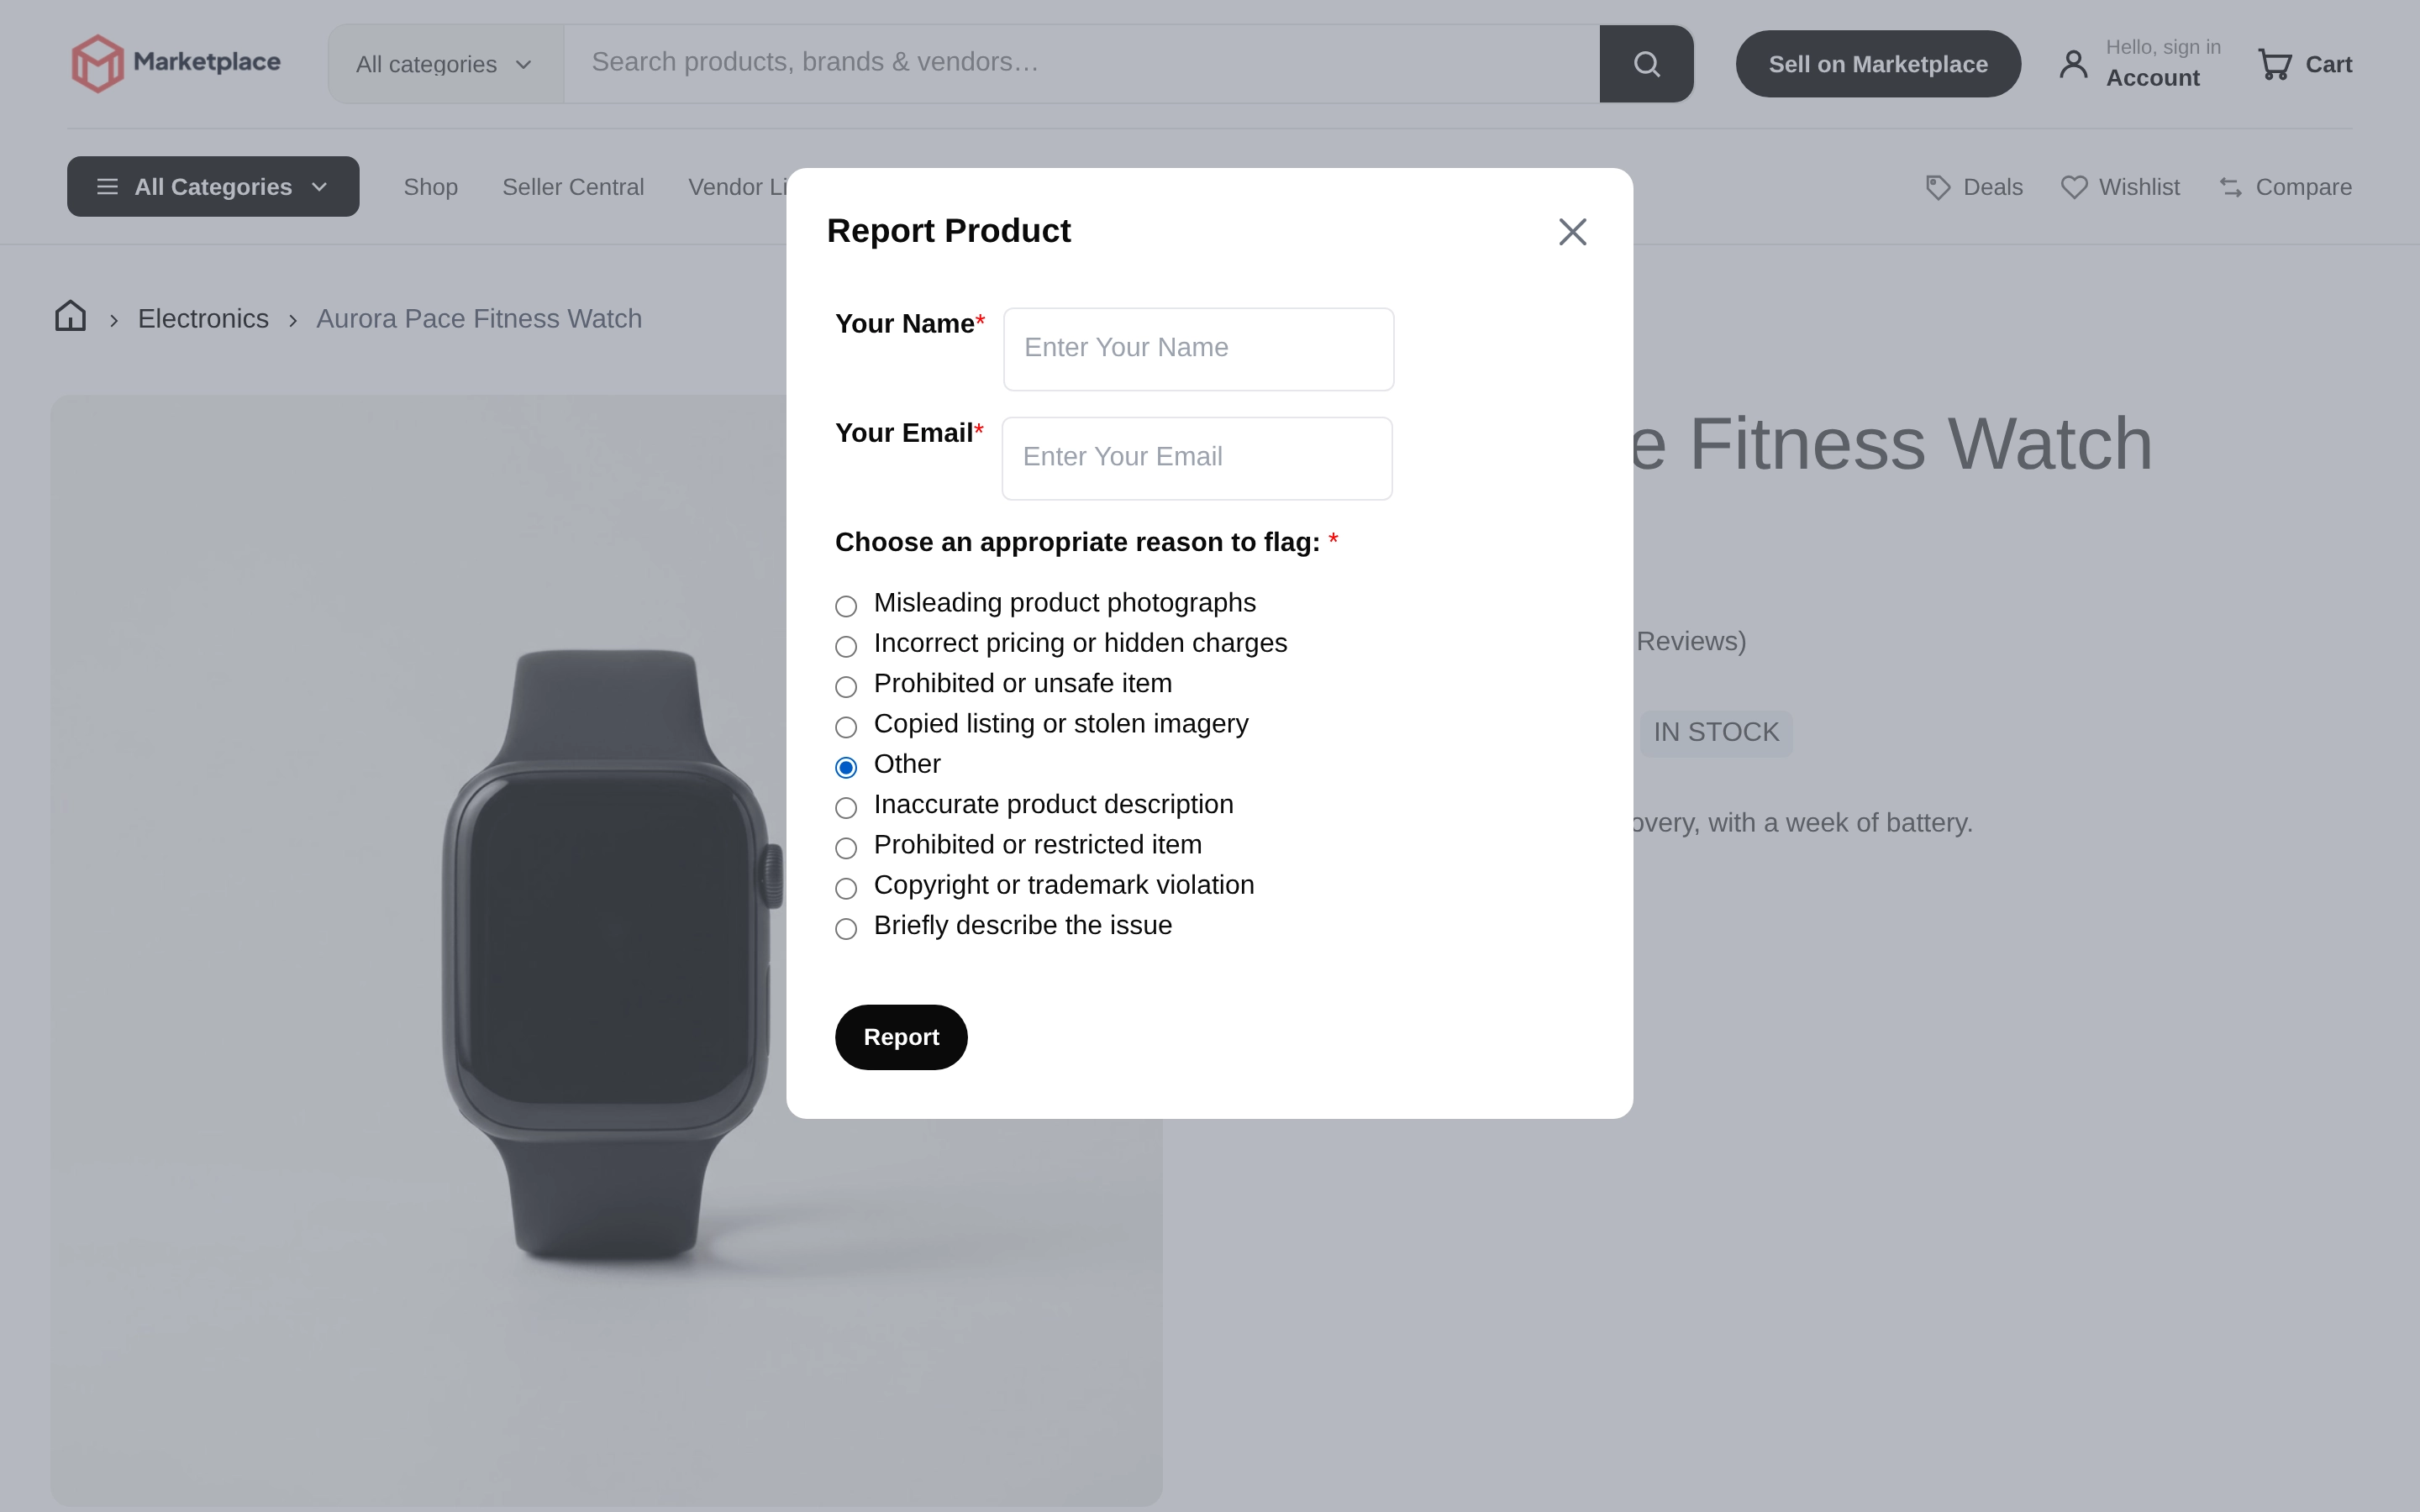 Marketplace
All categories
Search products, brands & vendors…
Sell on Marketplace
Hello, sign in
Account
Cart
All Categories
Shop
Seller Central
Vendor Li
Deals
Wishlist
Compare
Electronics
Aurora Pace Fitness Watch
e Fitness Watch
Reviews)
IN STOCK
overy, with a week of battery.
Report Product
Your Name*
Enter Your Name
Your Email*
Enter Your Email
Choose an appropriate reason to flag: *
Misleading product photographs
Incorrect pricing or hidden charges
Prohibited or unsafe item
Copied listing or stolen imagery
Other
Inaccurate product description
Prohibited or restricted item
Copyright or trademark violation
Briefly describe the issue
Report